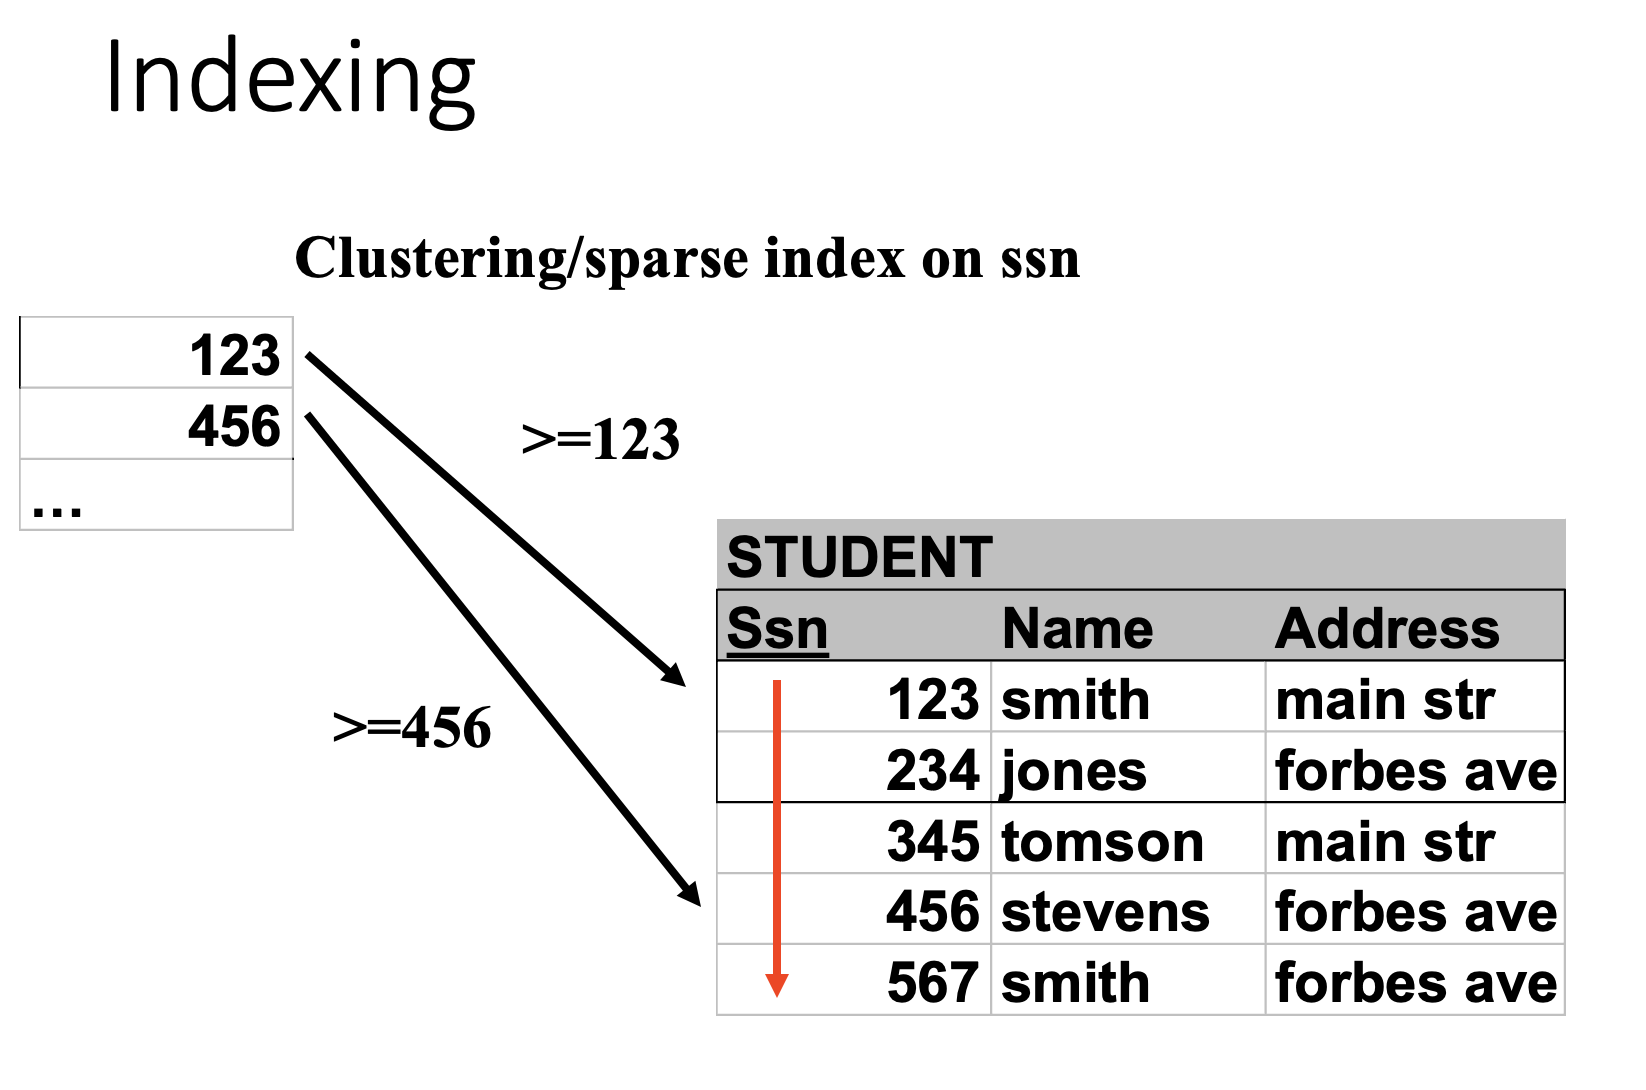 Indexing
Clustering/sparse index on ssn
123
456
...
>=123
>=456
STUDENT
Ssn Name Address
123 smith main str
234 jones forbes ave
345 tomson main str
456 stevens forbes ave
567 smith forbes ave